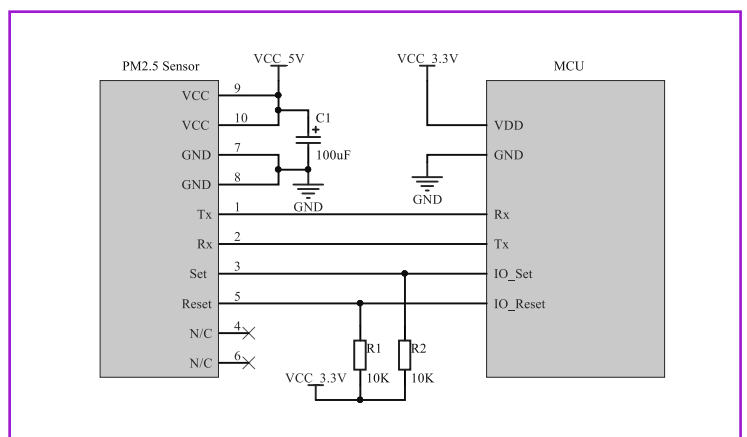 VCC_5V
VCC_3.3V
PM2.5 Sensor
MCU
VCC
9
VCC
10
C1
+
100uF
VDD
GND
7
GND
GND
8
GND
GND
Tx
1
Rx
Rx
2
Tx
Set
3
IO_Set
Reset
5
IO_Reset
N/C
4
N/C
6
R1
R2
VCC_3.3V
10K
10K